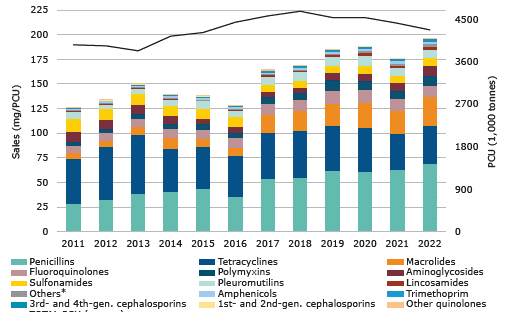 225
200
175
150
125
100
75
50
25
0
Sales (mg/PCU)
4500
3600
2700
1800
900
0
PCU (1,000 tonnes)
2011 2012 2013 2014 2015 2016 2017 2018 2019 2020 2021 2022
Penicillins Tetracyclines Macrolides
Fluoroquinolones Polymyxins Aminoglycosides
Sulfonamides Pleuromutilins Lincosamides
Others* Amphenicols Trimethoprim
3rd- and 4th-gen. cephalosporins 1st- and 2nd-gen. cephalosporins Other quinolones